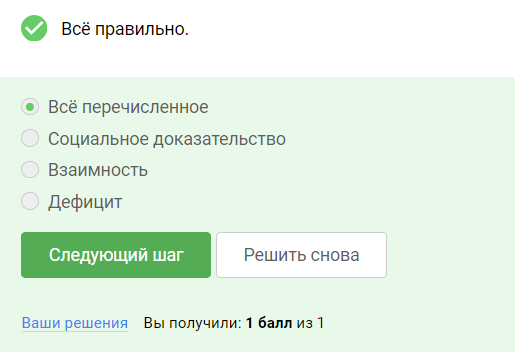 Всё правильно.
Всё перечисленное
Социальное доказательство
Взаимность
Дефицит
Следующий шаг Решить снова
Ваши решения Вы получили: 1 балл из 1